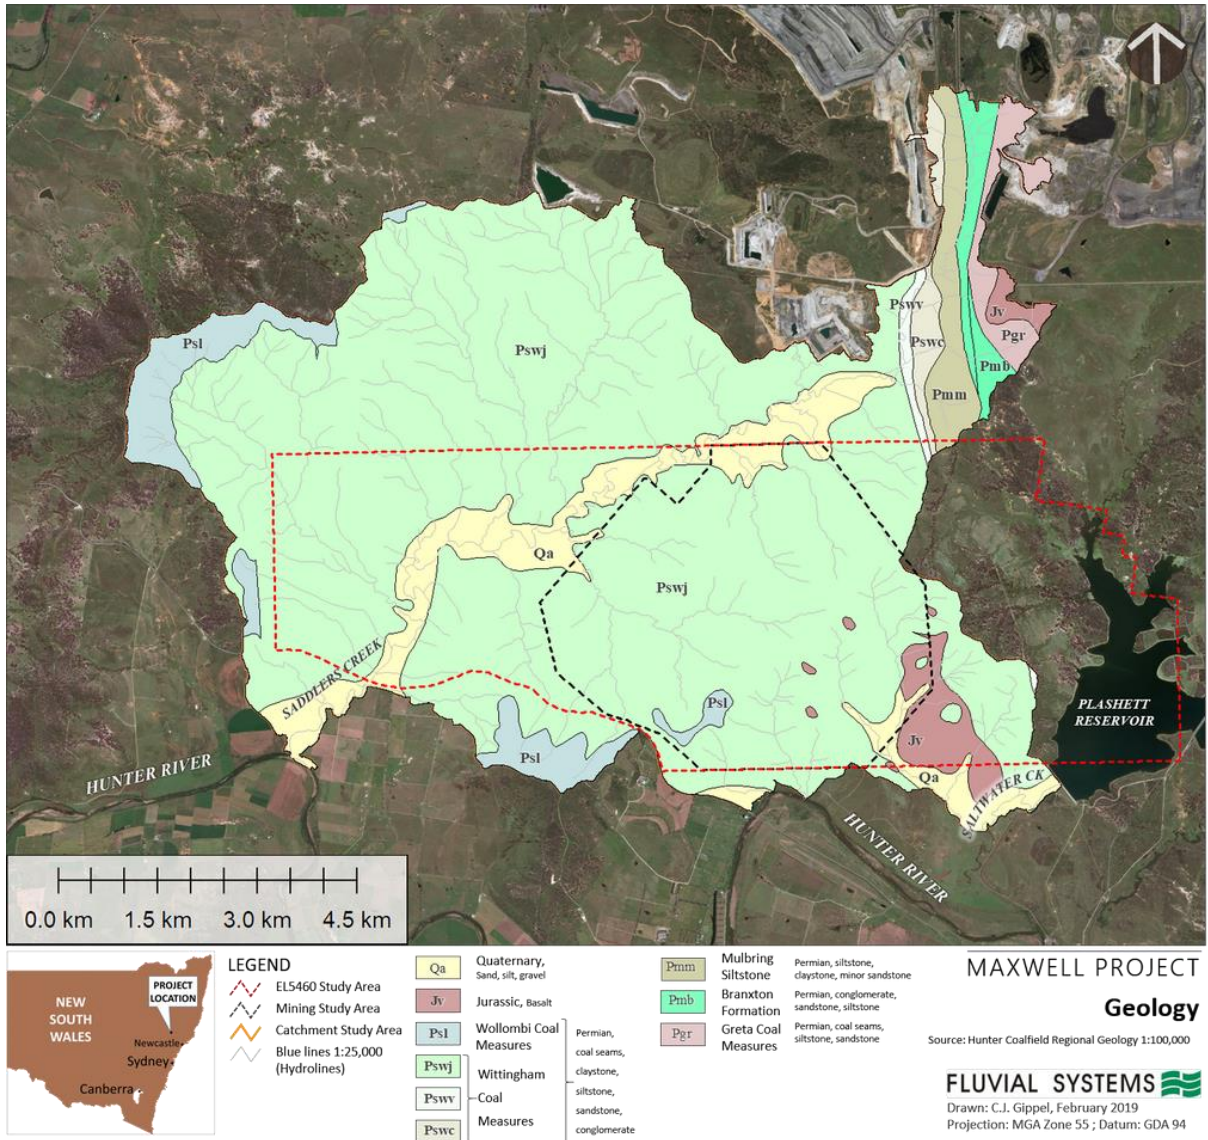 Pswv
Jv
Psl
Pswj
Pswc
Pgr
Pmb
Pmm
Qa
Pswj
SADDLERS CREEK
Psl
PLASHETT
RESERVOIR
Psl
Jv
HUNTER RIVER
Qa
SALTWATER CK
HUNTER RIVER
0.0 km 1.5 km 3.0 km 4.5 km
NEW
SOUTH
WALES
PROJECT
LOCATION
Newcastle
Sydney
Canberra
LEGEND
EL5460 Study Area
Mining Study Area
Catchment Study Area
Blue lines 1:25,000
(Hydrolines)
Qa Quaternary,
Sand, silt, gravel
Jv Jurassic, Basalt
Psl Wollombi Coal
Measures
Pswj Wittingham
Pswv Coal
Pswc Measures
Permian,
coal seams,
claystone,
siltstone,
sandstone,
conglomerate
Pmm Mulbring
Siltstone
Permian, siltstone,
claystone, minor sandstone
Pmb Branxton
Formation
Permian, conglomerate,
sandstone, siltstone
Pgr Greta Coal
Measures
Permian, coal seams,
siltstone, sandstone
MAXWELL PROJECT
Geology
Source: Hunter Coalfield Regional Geology 1:100,000
FLUVIAL SYSTEMS
Drawn: C.J. Gippel, February 2019
Projection: MGA Zone 55 ; Datum: GDA 94